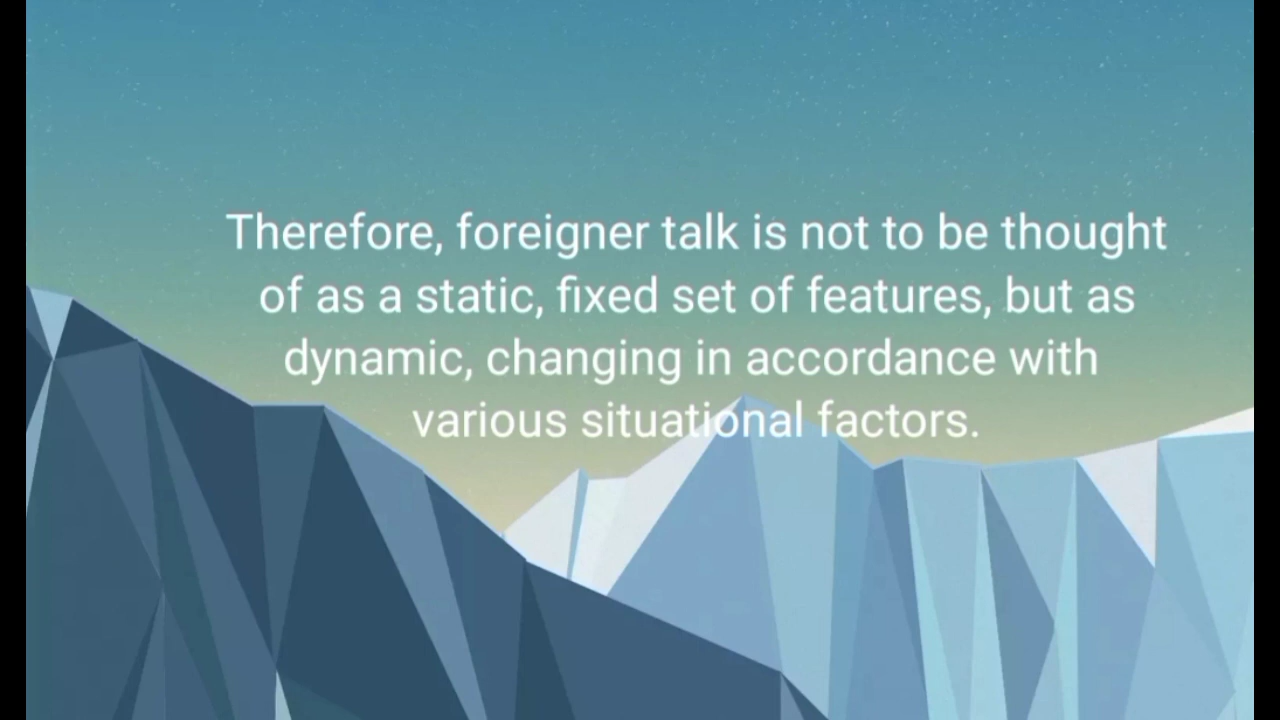 Therefore, foreigner talk is not to be thought
of as a static, fixed set of features, but as
dynamic, changing in accordance with
various situational factors.